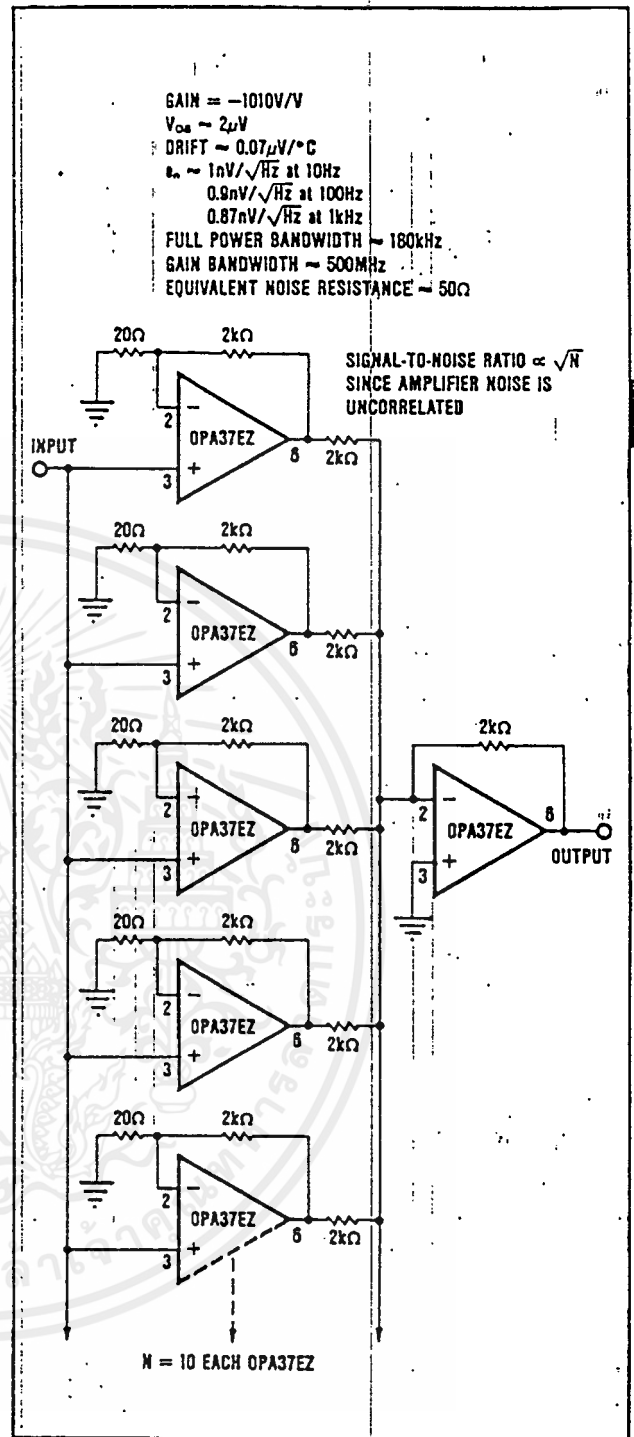 GAIN = -1010V/V
Vos ~ 2μV
DRIFT ~ 0.07μV/°C
en ~ 1nV/√Hz at 10Hz
0.9nV/√Hz at 100Hz
0.87nV/√Hz at 1kHz
FULL POWER BANDWIDTH ~ 180kHz
GAIN BANDWIDTH ~ 500MHz
EQUIVALENT NOISE RESISTANCE ~ 50Ω
SIGNAL-TO-NOISE RATIO ∝ √N
SINCE AMPLIFIER NOISE IS
UNCORRELATED
INPUT
20Ω
2kΩ
-
2
OPA37EZ
6
3
+
2kΩ
20Ω
2kΩ
-
2
OPA37EZ
6
3
+
2kΩ
20Ω
2kΩ
2
OPA37EZ
6
3
+
2kΩ
20Ω
2kΩ
-
2
OPA37EZ
6
3
+
2kΩ
20Ω
2kΩ
-
2
OPA37EZ
6
3
+
2kΩ
2kΩ
-
2
OPA37EZ
6
3
+
OUTPUT
N = 10 EACH OPA37EZ